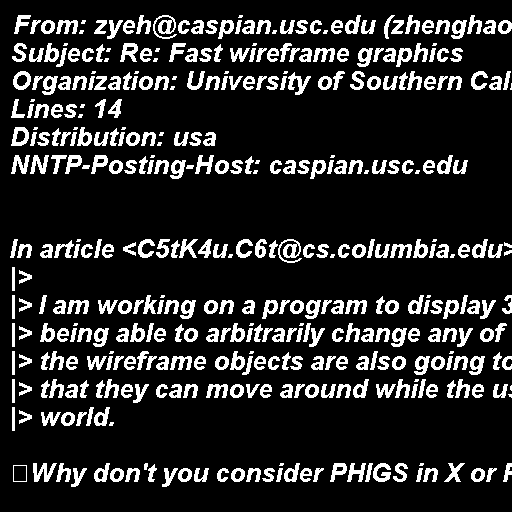 From: zyeh@caspian.usc.edu (zhenghao
Subject: Re: Fast wireframe graphics
Organization: University of Southern Cal
Lines: 14
Distribution: usa
NNTP-Posting-Host: caspian.usc.edu
In article <C5tK4u.C6t@cs.columbia.edu>
|>
|> I am working on a program to display 3
|> being able to arbitrarily change any of
|> the wireframe objects are also going to
|> that they can move around while the us
|> world.
Why don't you consider PHIGS in X or